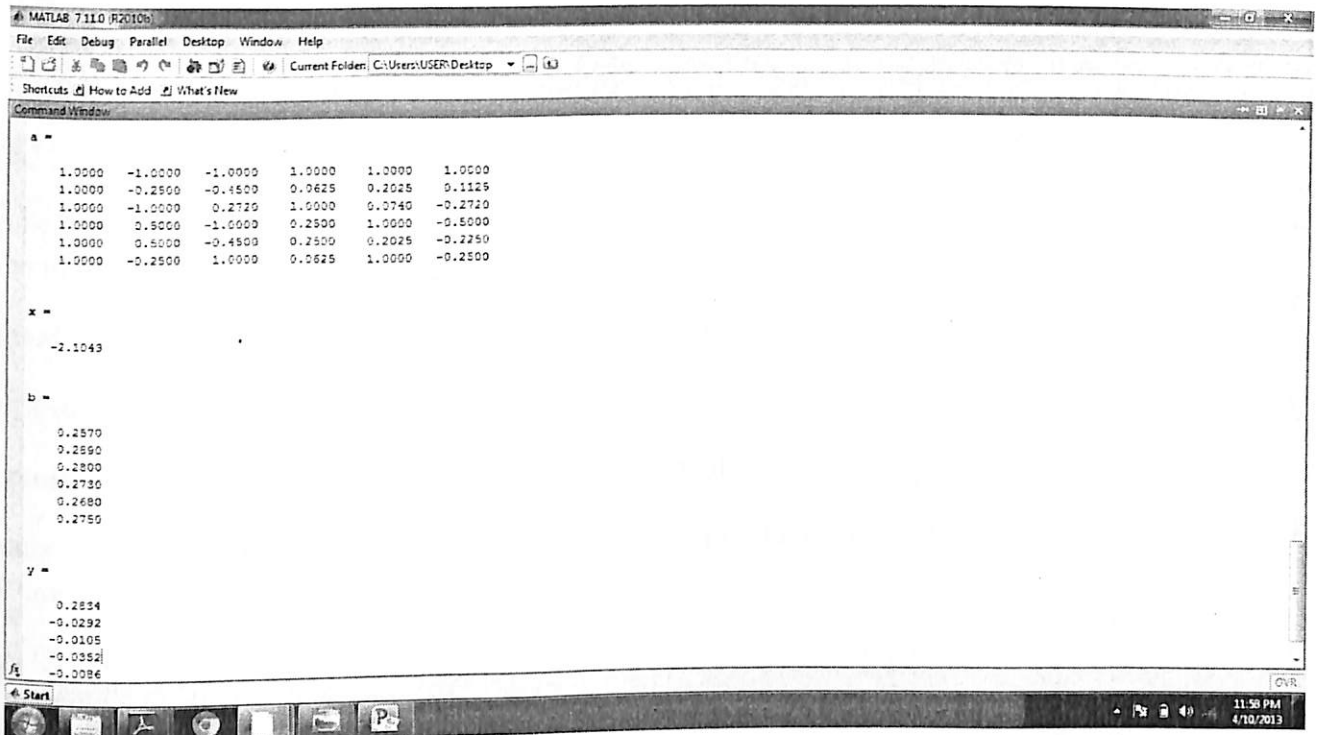 MATLAB 7.11.0 (R2010b)
File Edit Debug Parallel Desktop Window Help
Current Folder: C:\Users\USER\Desktop
Shortcuts How to Add What's New
Command Window
a =
1.0000 -1.0000 -1.0000 1.0000 1.0000 1.0000
1.0000 -0.2500 -0.4500 0.0625 0.2025 0.1125
1.0000 -1.0000 0.2720 1.0000 0.0740 -0.2720
1.0000 0.5000 -1.0000 0.2500 1.0000 -0.5000
1.0000 0.5000 -0.4500 0.2500 0.2025 -0.2250
1.0000 -0.2500 1.0000 0.0625 1.0000 -0.2500
x =
-2.1043
b =
0.2570
0.2690
0.2800
0.2730
0.2680
0.2750
y =
0.2834
-0.0292
-0.0105
-0.0352
-0.0086
fx
OVR
Start
11:58 PM
4/10/2013